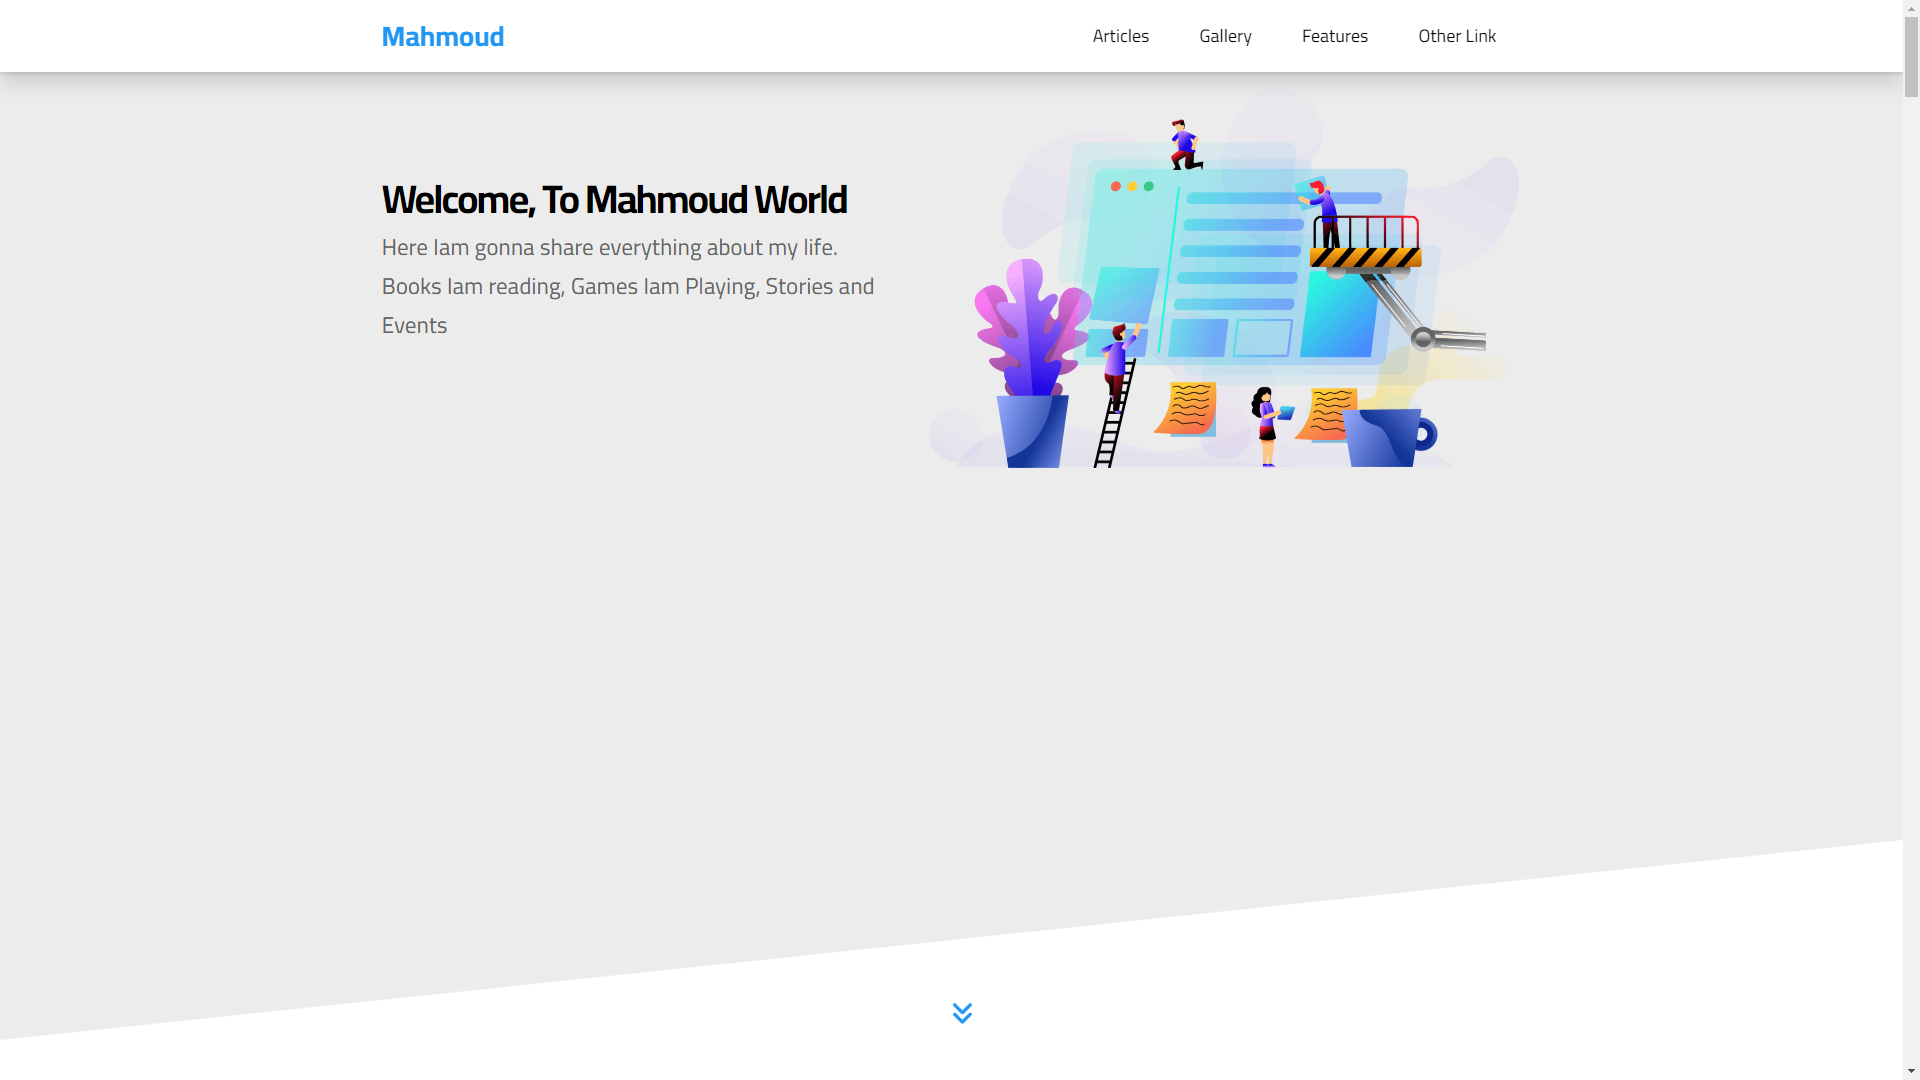 Mahmoud
Articles
Gallery
Features
Other Link
Welcome, To Mahmoud World
Here Iam gonna share everything about my life.
Books Iam reading, Games Iam Playing, Stories and
Events